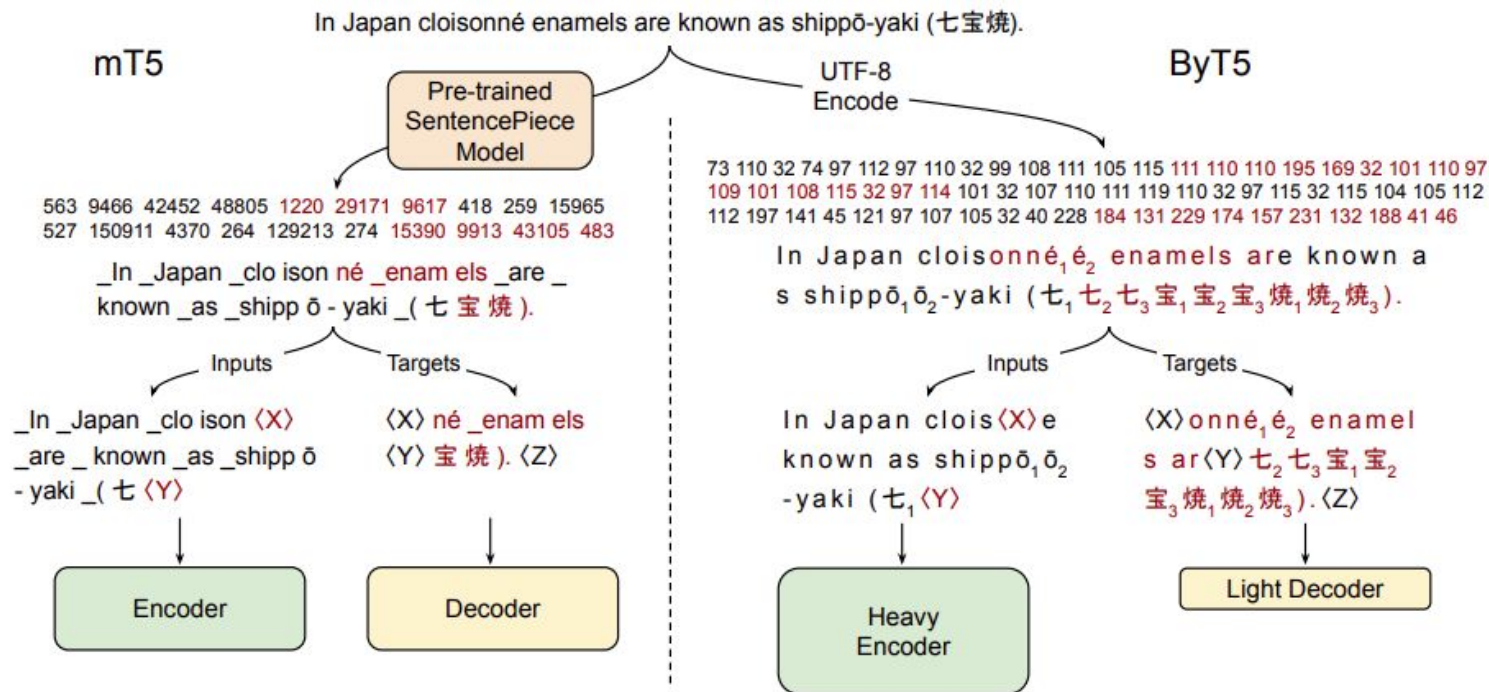 In Japan cloisonné enamels are known as shippō-yaki (七宝焼).
mT5
Pre-trained
SentencePiece
Model
563 9466 42452 48805 1220 29171 9617 418 259 15965
527 150911 4370 264 129213 274 15390 9913 43105 483
_In _Japan _clo ison né _enam els _are _
known _as _shipp ō - yaki _( 七 宝 焼 ).
Inputs
Targets
_In _Japan _clo ison 〈X〉
_are _ known _as _shipp ō
- yaki _( 七 〈Y〉
〈X〉 né _enam els
〈Y〉 宝 焼 ). 〈Z〉
Encoder
Decoder
ByT5
UTF-8
Encode
73 110 32 74 97 112 97 110 32 99 108 111 105 115 111 110 110 195 169 32 101 110 97
109 101 108 115 32 97 114 101 32 107 110 111 119 110 32 97 115 32 115 104 105 112
112 197 141 45 121 97 107 105 32 40 228 184 131 229 174 157 231 132 188 41 46
In Japan cloisonné₁é₂ enamels are known a
s shippō₁ō₂-yaki (七₁七₂七₃宝₁宝₂宝₃焼₁焼₂焼₃).
Inputs
Targets
In Japan clois〈X〉e
known as shippō₁ō₂
-yaki (七₁〈Y〉
〈X〉onné₁é₂ enamel
s ar〈Y〉七₂七₃宝₁宝₂
宝₃焼₁焼₂焼₃).〈Z〉
Heavy
Encoder
Light Decoder